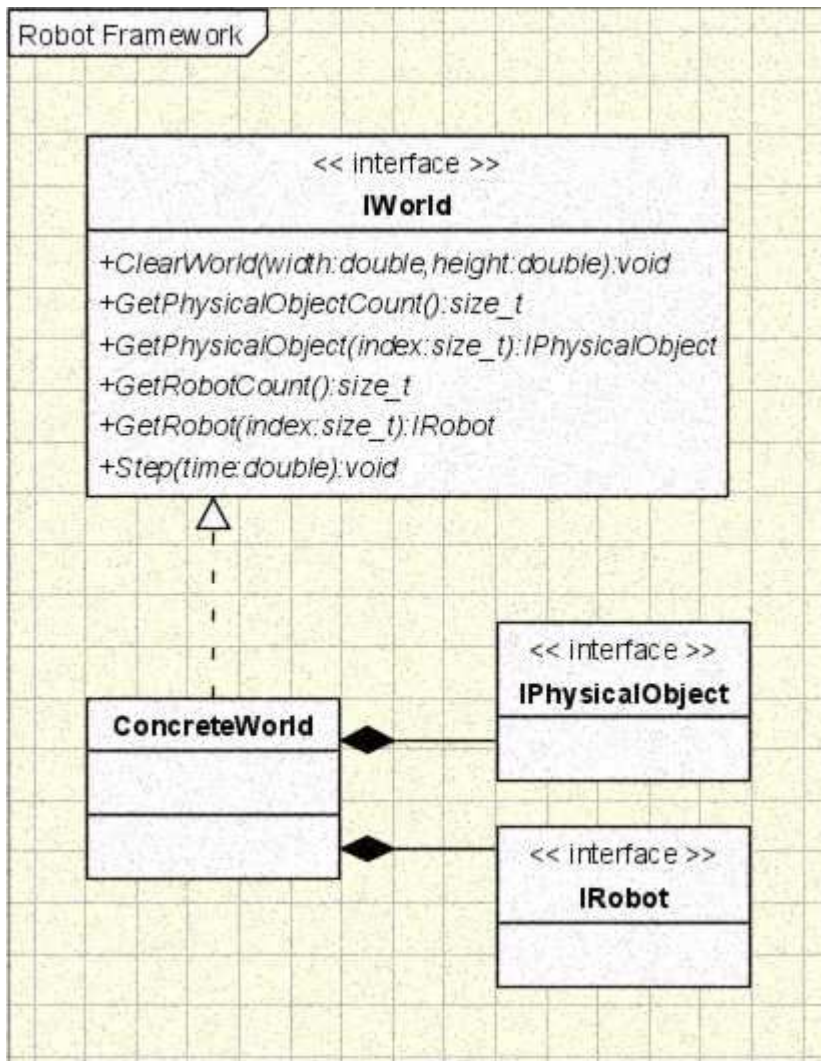 Robot Framework
<< interface >>
IWorld
+ClearWorld(width:double,height:double):void
+GetPhysicalObjectCount():size_t
+GetPhysicalObject(index:size_t):IPhysicalObject
+GetRobotCount():size_t
+GetRobot(index:size_t):IRobot
+Step(time:double):void
<< interface >>
IPhysicalObject
ConcreteWorld
<< interface >>
IRobot